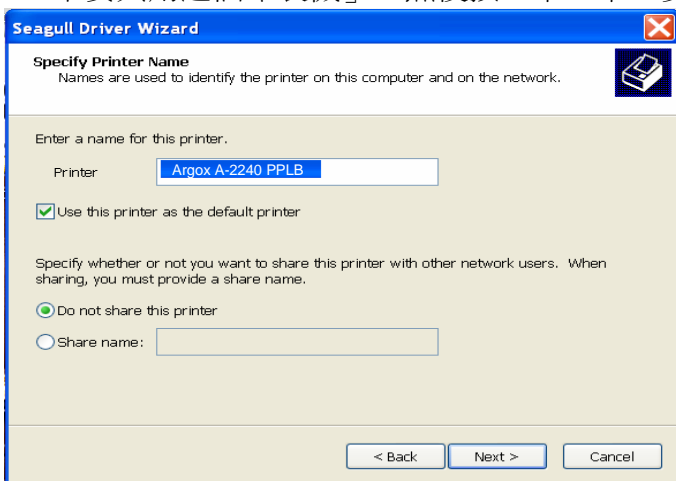 Seagull Driver Wizard
Specify Printer Name
Names are used to identify the printer on this computer and on the network.
Enter a name for this printer.
Printer
Argox A-2240 PPLB
Use this printer as the default printer
Specify whether or not you want to share this printer with other network users. When
sharing, you must provide a share name.
Do not share this printer
Share name:
< Back
Next >
Cancel